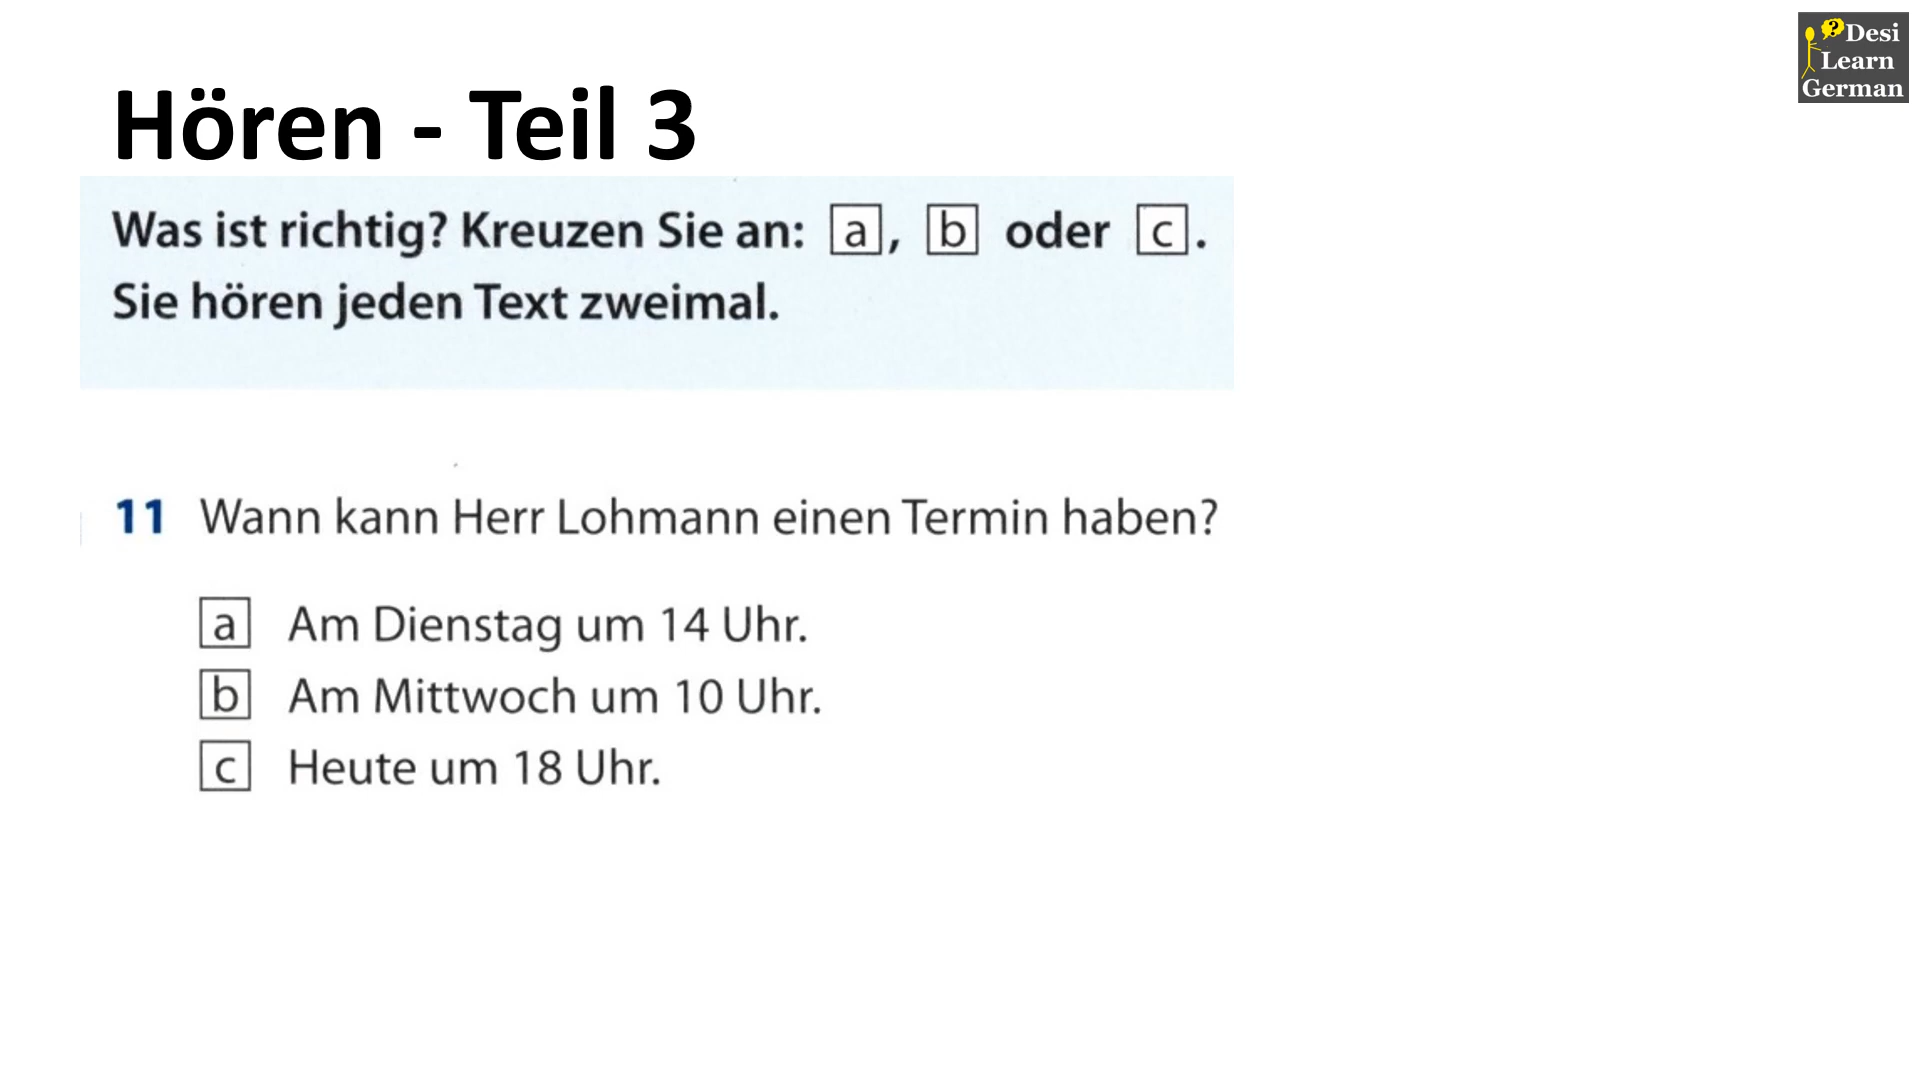 ? Desi
Learn
German
Hören - Teil 3
Was ist richtig? Kreuzen Sie an: a, b oder c.
Sie hören jeden Text zweimal.
11 Wann kann Herr Lohmann einen Termin haben?
a Am Dienstag um 14 Uhr.
b Am Mittwoch um 10 Uhr.
c Heute um 18 Uhr.